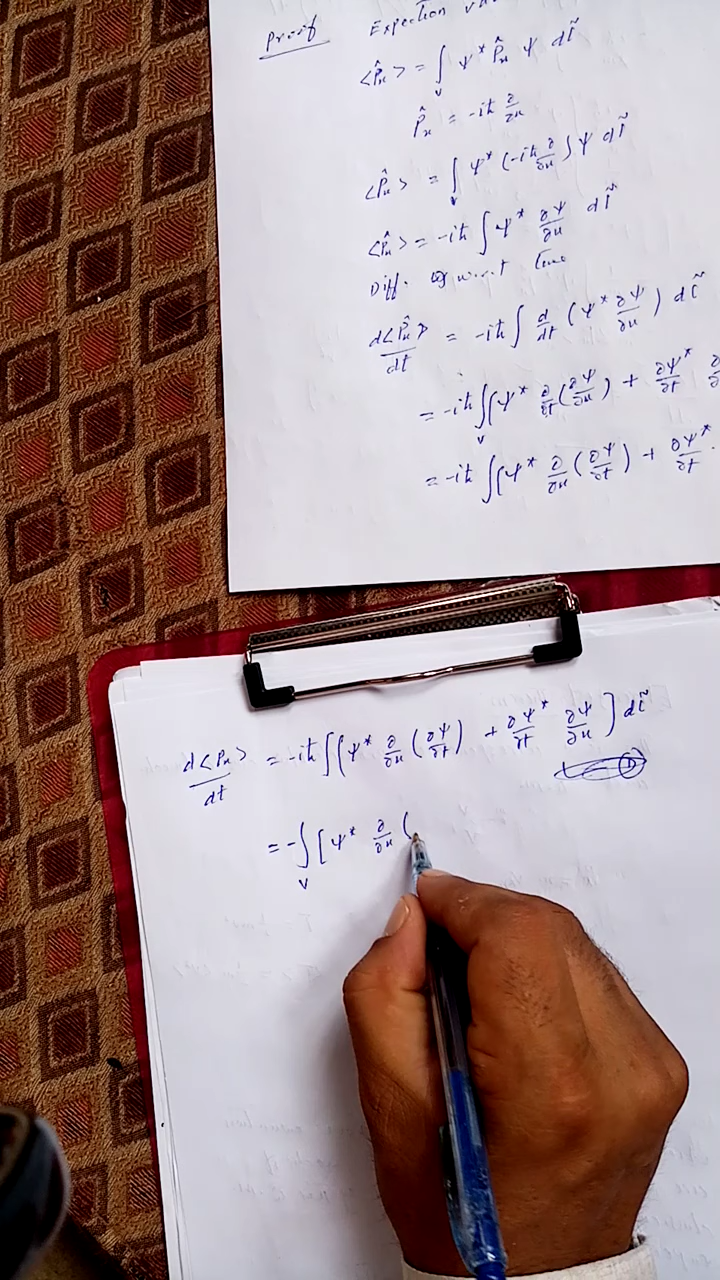 Proof Expection
<P̂x> = ∫v ψ* P̂x ψ dτ̃
P̂x = -iħ ∂/∂x
<P̂x> = ∫v ψ* (-iħ ∂/∂x) ψ dτ̃
<P̂x> = -iħ ∫ ψ* ∂ψ/∂x dτ̃
Diff. w.r.t time
d<P̂x>/dt = -iħ ∫ d/dt (ψ* ∂ψ/∂x) dτ̃
= -iħ ∫v [ψ* ∂/∂t (∂ψ/∂x) + ∂ψ*/∂t
= -iħ ∫ [ψ* ∂/∂x (∂ψ/∂t) + ∂ψ*/∂t
d<Px>/dt = -iħ ∫ [ψ* ∂/∂x (∂ψ/∂t) + ∂ψ*/∂t ∂ψ/∂x ] dτ̃
= - ∫v [ψ* ∂/∂x (